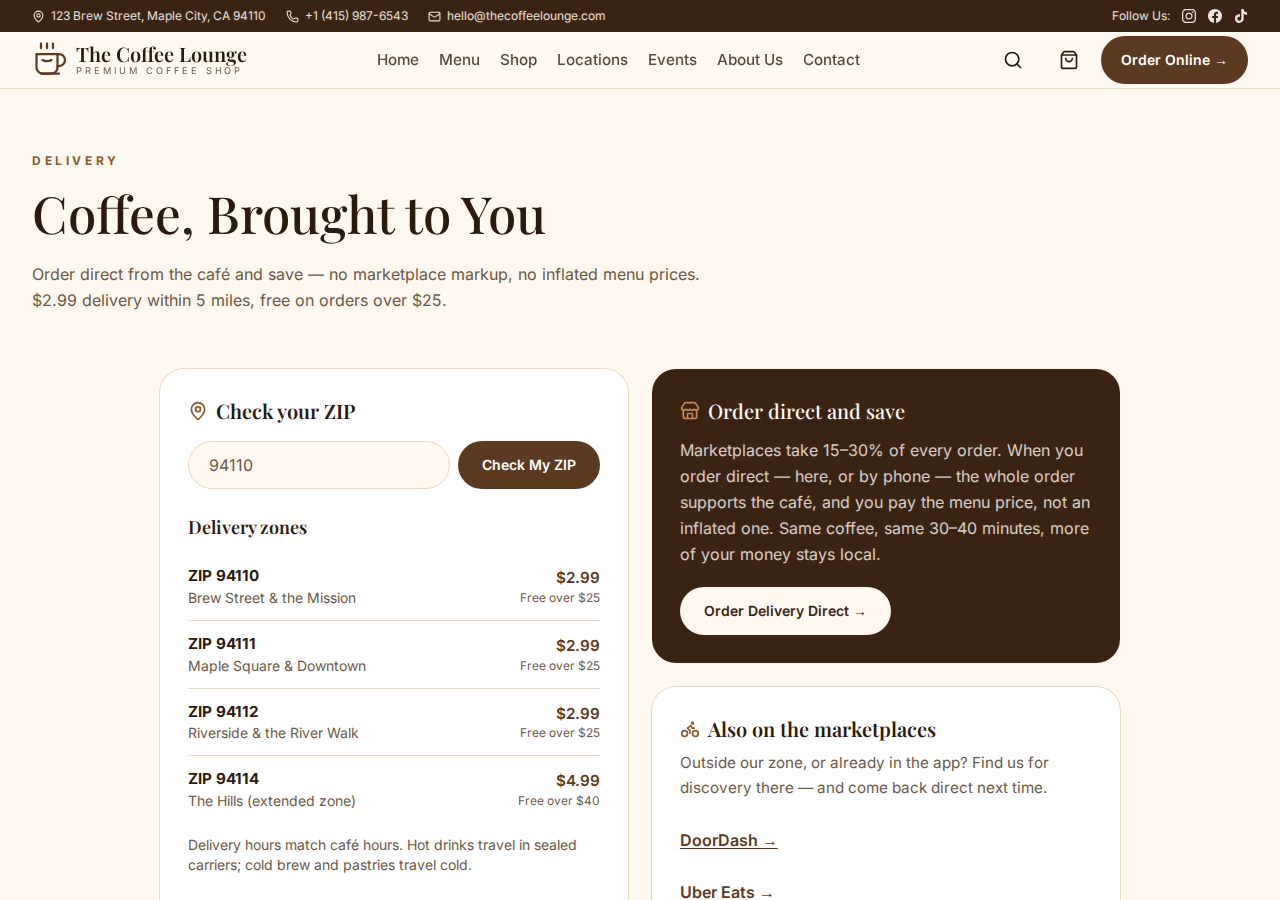 123 Brew Street, Maple City, CA 94110
+1 (415) 987-6543
hello@thecoffeelounge.com
Follow Us:
The Coffee Lounge
PREMIUM COFFEE SHOP
Home
Menu
Shop
Locations
Events
About Us
Contact
Order Online →
DELIVERY
Coffee, Brought to You
Order direct from the café and save — no marketplace markup, no inflated menu prices.
$2.99 delivery within 5 miles, free on orders over $25.
Check your ZIP
94110
Check My ZIP
Delivery zones
ZIP 94110
$2.99
Brew Street & the Mission
Free over $25
ZIP 94111
$2.99
Maple Square & Downtown
Free over $25
ZIP 94112
$2.99
Riverside & the River Walk
Free over $25
ZIP 94114
$4.99
The Hills (extended zone)
Free over $40
Delivery hours match café hours. Hot drinks travel in sealed
carriers; cold brew and pastries travel cold.
Order direct and save
Marketplaces take 15–30% of every order. When you
order direct — here, or by phone — the whole order
supports the café, and you pay the menu price, not an
inflated one. Same coffee, same 30–40 minutes, more
of your money stays local.
Order Delivery Direct →
Also on the marketplaces
Outside our zone, or already in the app? Find us for
discovery there — and come back direct next time.
DoorDash →
Uber Eats →